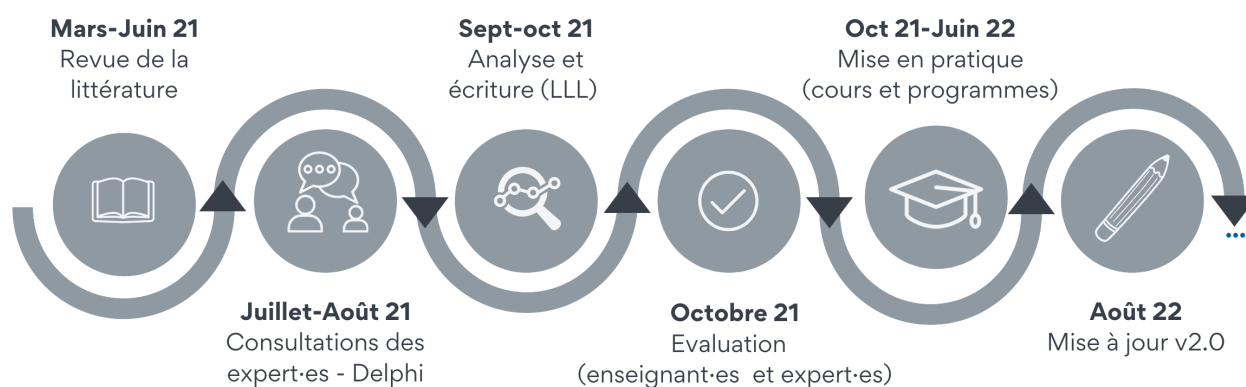 Mars-Juin 21
Revue de la
littérature
Juillet-Août 21
Consultations des
expert·es - Delphi
Sept-oct 21
Analyse et
écriture (LLL)
Octobre 21
Evaluation
(enseignant·es et expert·es)
Oct 21-Juin 22
Mise en pratique
(cours et programmes)
Août 22
Mise à jour v2.0
...